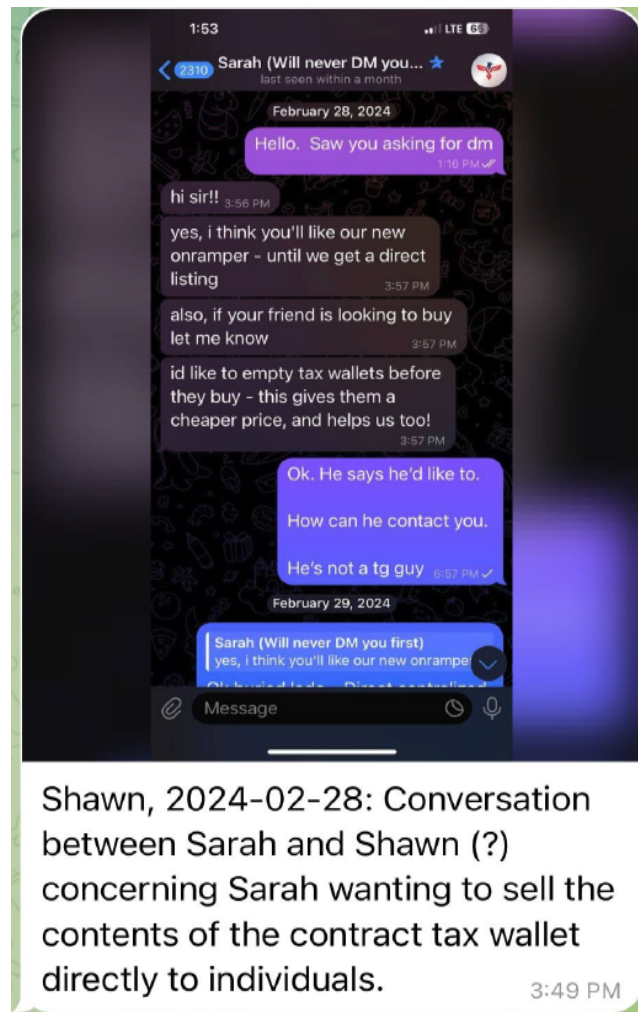 1:53
LTE
2310
Sarah (Will never DM you...
last seen within a month
February 28, 2024
Hello. Saw you asking for dm
1:16 PM
hi sir!! 3:56 PM
yes, i think you'll like our new
onramper - until we get a direct
listing
3:57 PM
also, if your friend is looking to buy
let me know
3:57 PM
id like to empty tax wallets before
they buy - this gives them a
cheaper price, and helps us too!
3:57 PM
Ok. He says he'd like to.
How can he contact you.
He's not a tg guy 6:57 PM
February 29, 2024
Sarah (Will never DM you first)
yes, i think you'll like our new onrampe
Message
Shawn, 2024-02-28: Conversation
between Sarah and Shawn (?)
concerning Sarah wanting to sell the
contents of the contract tax wallet
directly to individuals.
3:49 PM